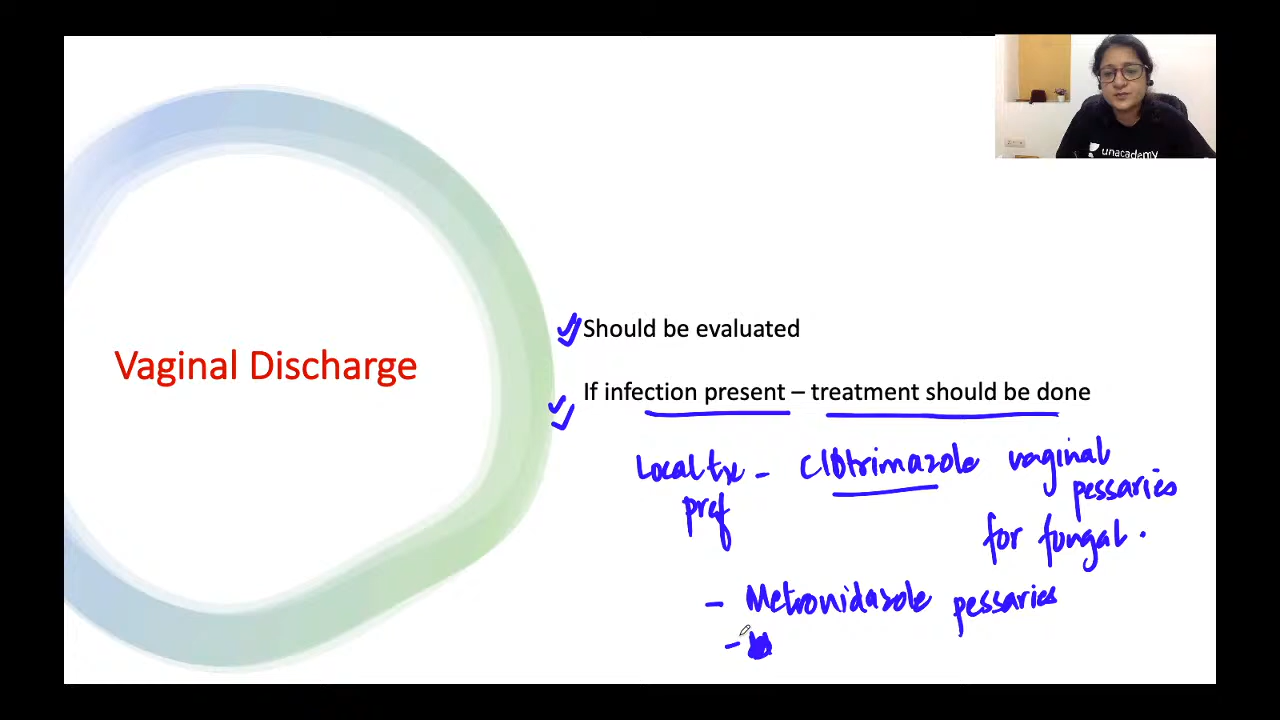 unacademy
Should be evaluated
Vaginal Discharge
If infection present – treatment should be done
Local tx - Clotrimazole vaginal
pref pessaries
for fungal.
- Metronidazole pessaries
-